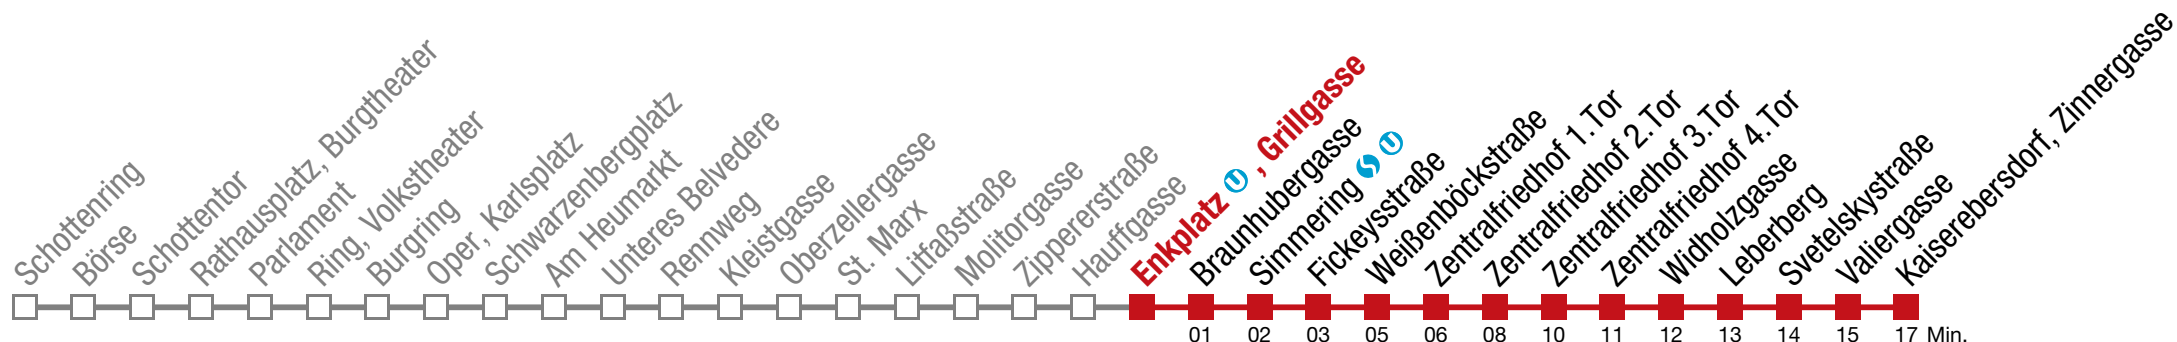 Schottenring
Börse
Schottentor
Rathausplatz, Burgtheater
Parlament
Ring, Volkstheater
Burgring
Oper, Karlsplatz
Schwarzenbergplatz
Am Heumarkt
Unteres Belvedere
Rennweg
Kleistgasse
Oberzellergasse
St. Marx
Litfaßstraße
Molitorgasse
Zippererstraße
Hauffgasse
Enkplatz U , Grillgasse
Braunhubergasse
Simmering S U
Fickeysstraße
Weißenböckstraße
Zentralfriedhof 1.Tor
Zentralfriedhof 2.Tor
Zentralfriedhof 3.Tor
Zentralfriedhof 4.Tor
Widholzgasse
Leberberg
Svetelskystraße
Valiergasse
Kaiserebersdorf, Zinnergasse
01 02 03 05 06 08 10 11 12 13 14 15 17 Min.